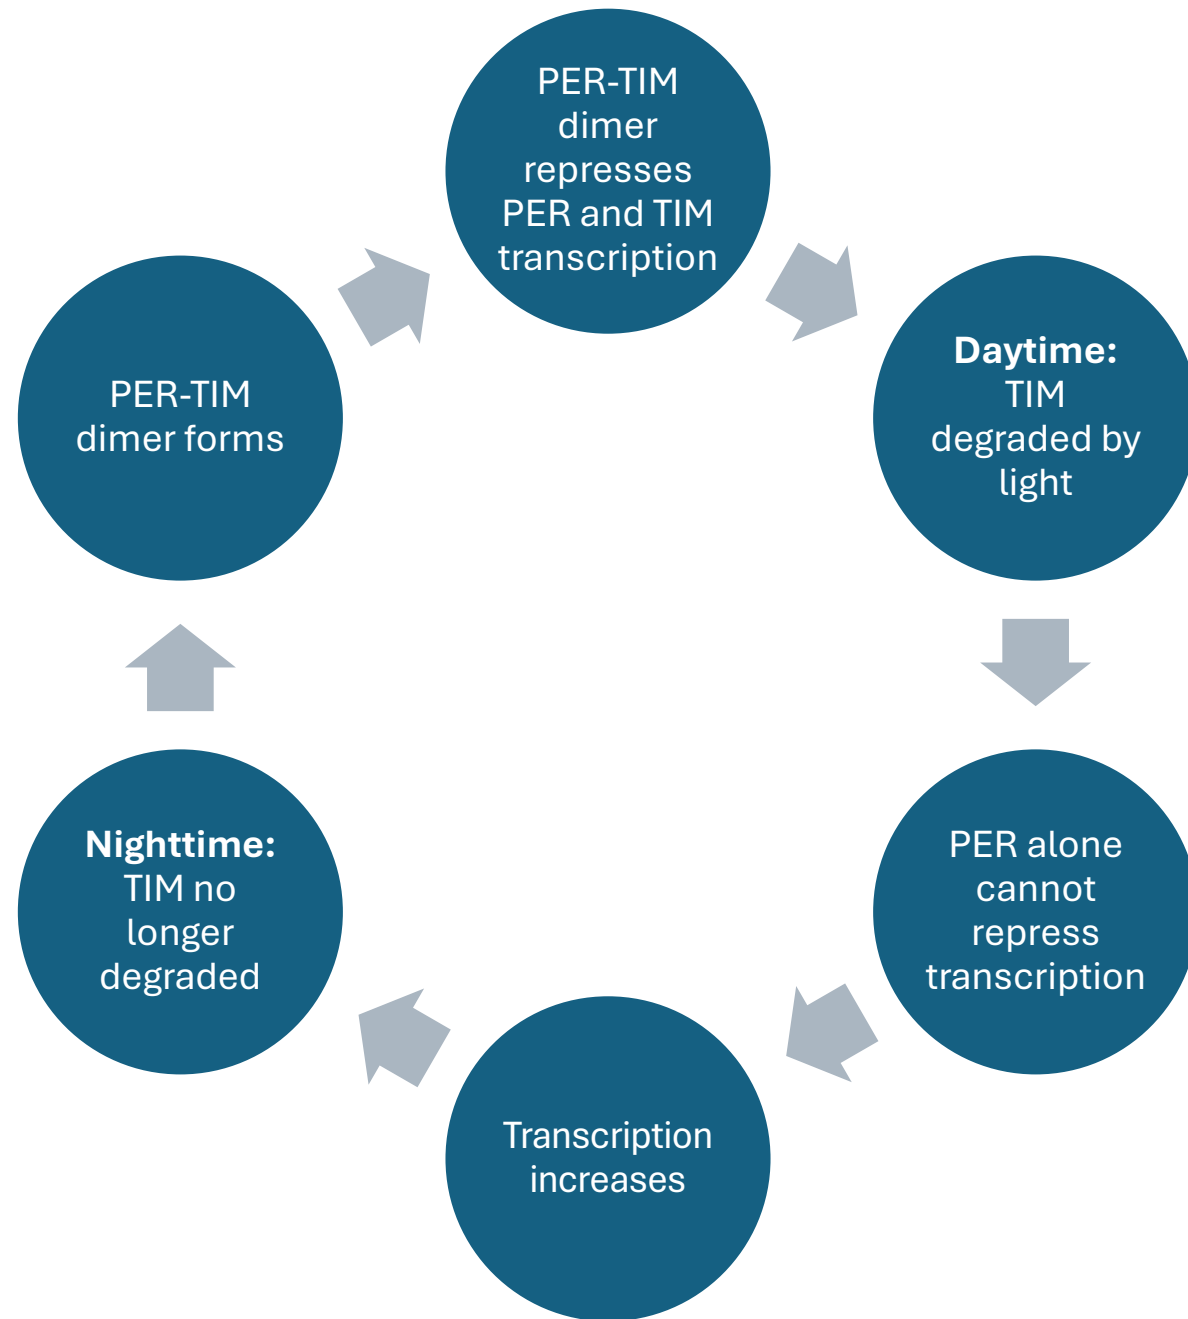 PER-TIM
dimer
represses
PER and TIM
transcription
Daytime:
TIM
degraded by
light
PER alone
cannot
repress
transcription
Transcription
increases
Nighttime:
TIM no
longer
degraded
PER-TIM
dimer forms